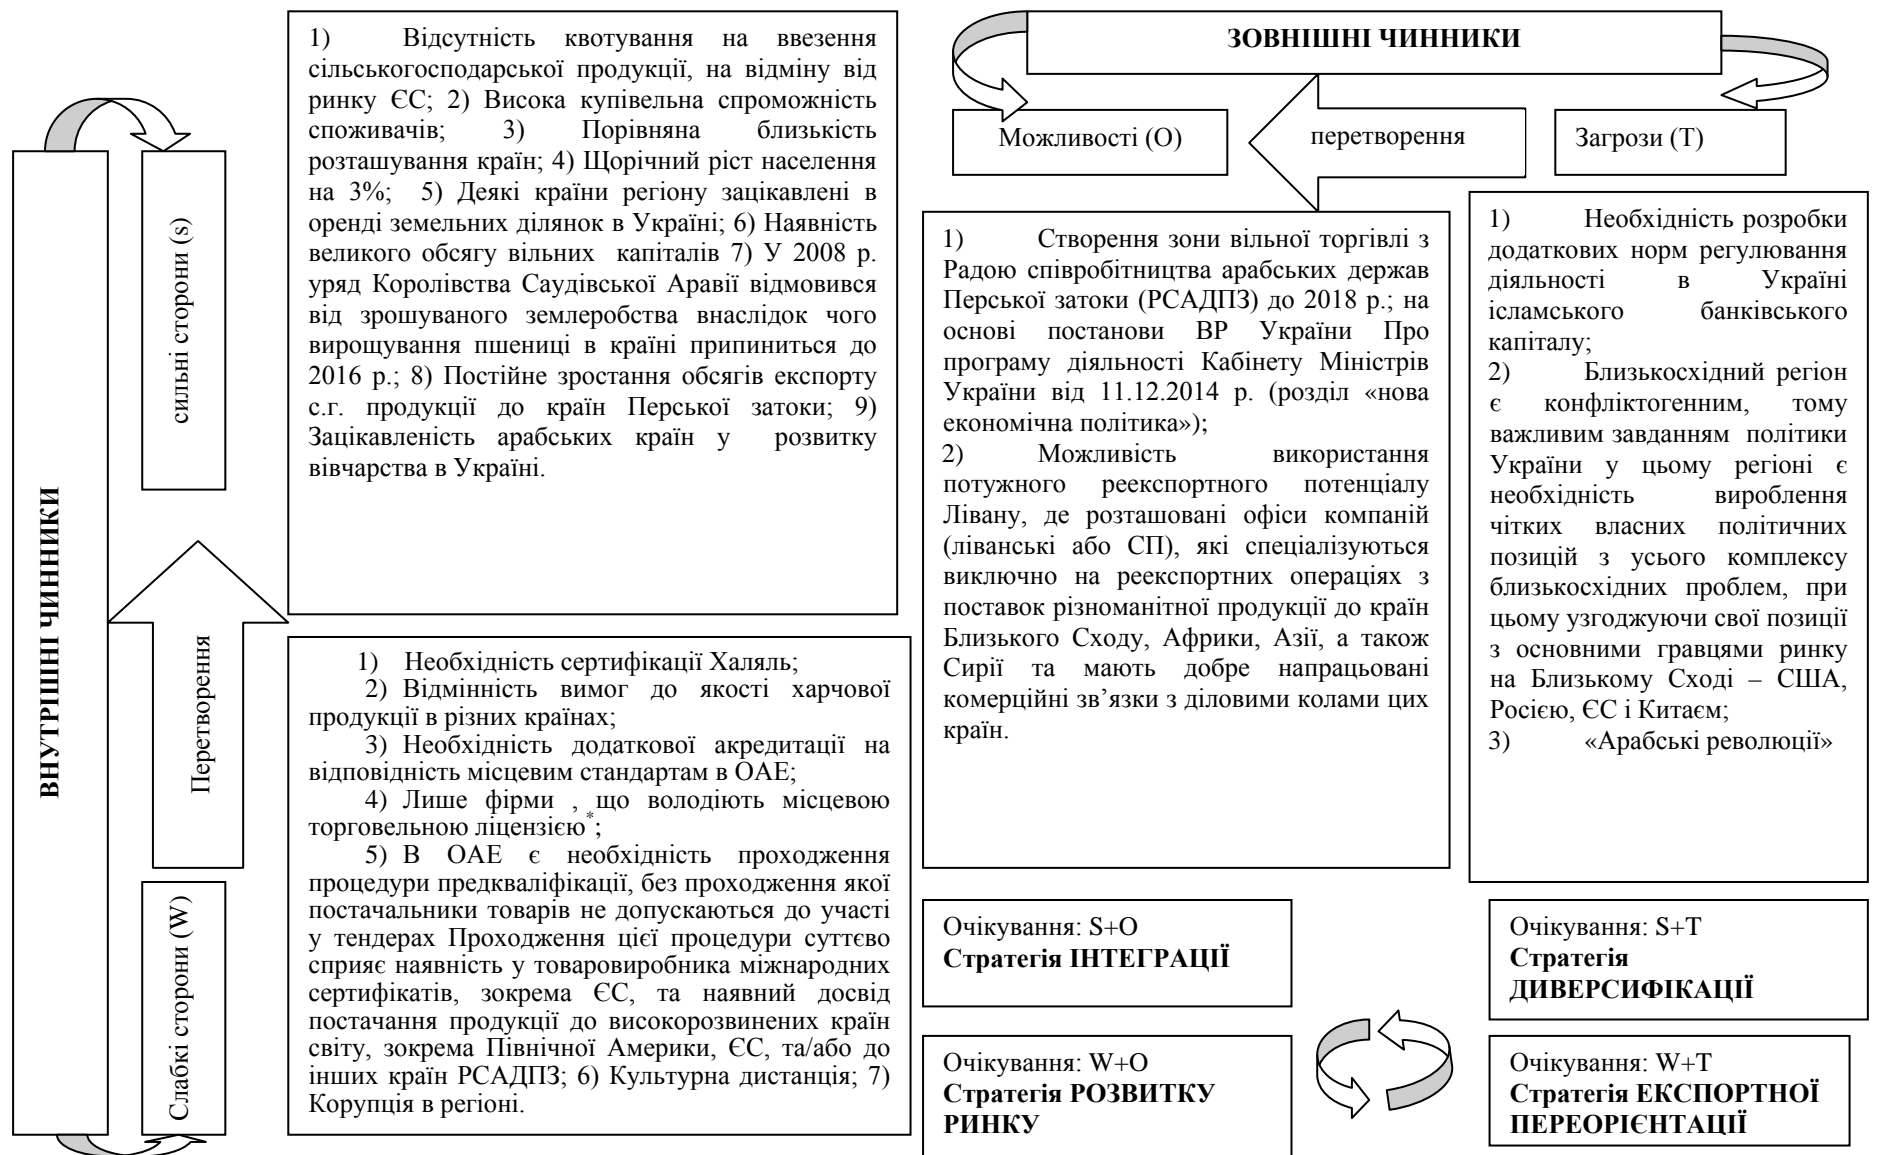 ВНУТРІШНІ ЧИННИКИ
сильні сторони (s)
Перетворення
Слабкі сторони (W)
1) Відсутність квотування на ввезення
сільськогосподарської продукції, на відміну від
ринку ЄС; 2) Висока купівельна спроможність
споживачів; 3) Порівняна близькість
розташування країн; 4) Щорічний ріст населення
на 3%; 5) Деякі країни регіону зацікавлені в
оренді земельних ділянок в Україні; 6) Наявність
великого обсягу вільних капіталів 7) У 2008 р.
уряд Королівства Саудівської Аравії відмовився
від зрошуваного землеробства внаслідок чого
вирощування пшениці в країні припиниться до
2016 р.; 8) Постійне зростання обсягів експорту
с.г. продукції до країн Перської затоки; 9)
Зацікавленість арабських країн у розвитку
вівчарства в Україні.
1) Необхідність сертифікації Халяль;
2) Відмінність вимог до якості харчової
продукції в різних країнах;
3) Необхідність додаткової акредитації на
відповідність місцевим стандартам в ОАЕ;
4) Лише фірми , що володіють місцевою
торговельною ліцензією*;
5) В ОАЕ є необхідність проходження
процедури предкваліфікації, без проходження якої
постачальники товарів не допускаються до участі
у тендерах Проходження цієї процедури суттєво
сприяє наявність у товаровиробника міжнародних
сертифікатів, зокрема ЄС, та наявний досвід
постачання продукції до високорозвинених країн
світу, зокрема Північної Америки, ЄС, та/або до
інших країн РСАДПЗ; 6) Культурна дистанція; 7)
Корупція в регіоні.
ЗОВНІШНІ ЧИННИКИ
Можливості (О)
перетворення
Загрози (Т)
1) Створення зони вільної торгівлі з
Радою співробітництва арабських держав
Перської затоки (РСАДПЗ) до 2018 р.; на
основі постанови ВР України Про
програму діяльності Кабінету Міністрів
України від 11.12.2014 р. (розділ «нова
економічна політика»);
2) Можливість використання
потужного реекспортного потенціалу
Лівану, де розташовані офіси компаній
(ліванські або СП), які спеціалізуються
виключно на реекспортних операціях з
поставок різноманітної продукції до країн
Близького Сходу, Африки, Азії, а також
Сирії та мають добре напрацьовані
комерційні зв’язки з діловими колами цих
країн.
1) Необхідність розробки
додаткових норм регулювання
діяльності в Україні
ісламського банківського
капіталу;
2) Близькосхідний регіон
є конфліктогенним, тому
важливим завданням політики
України у цьому регіоні є
необхідність вироблення
чітких власних політичних
позицій з усього комплексу
близькосхідних проблем, при
цьому узгоджуючи свої позиції
з основними гравцями ринку
на Близькому Сході – США,
Росією, ЄС і Китаєм;
3) «Арабські революції»
Очікування: S+O
Стратегія ІНТЕГРАЦІЇ
Очікування: S+T
Стратегія
ДИВЕРСИФІКАЦІЇ
Очікування: W+O
Стратегія РОЗВИТКУ
РИНКУ
Очікування: W+T
Стратегія ЕКСПОРТНОЇ
ПЕРЕОРІЄНТАЦІЇ